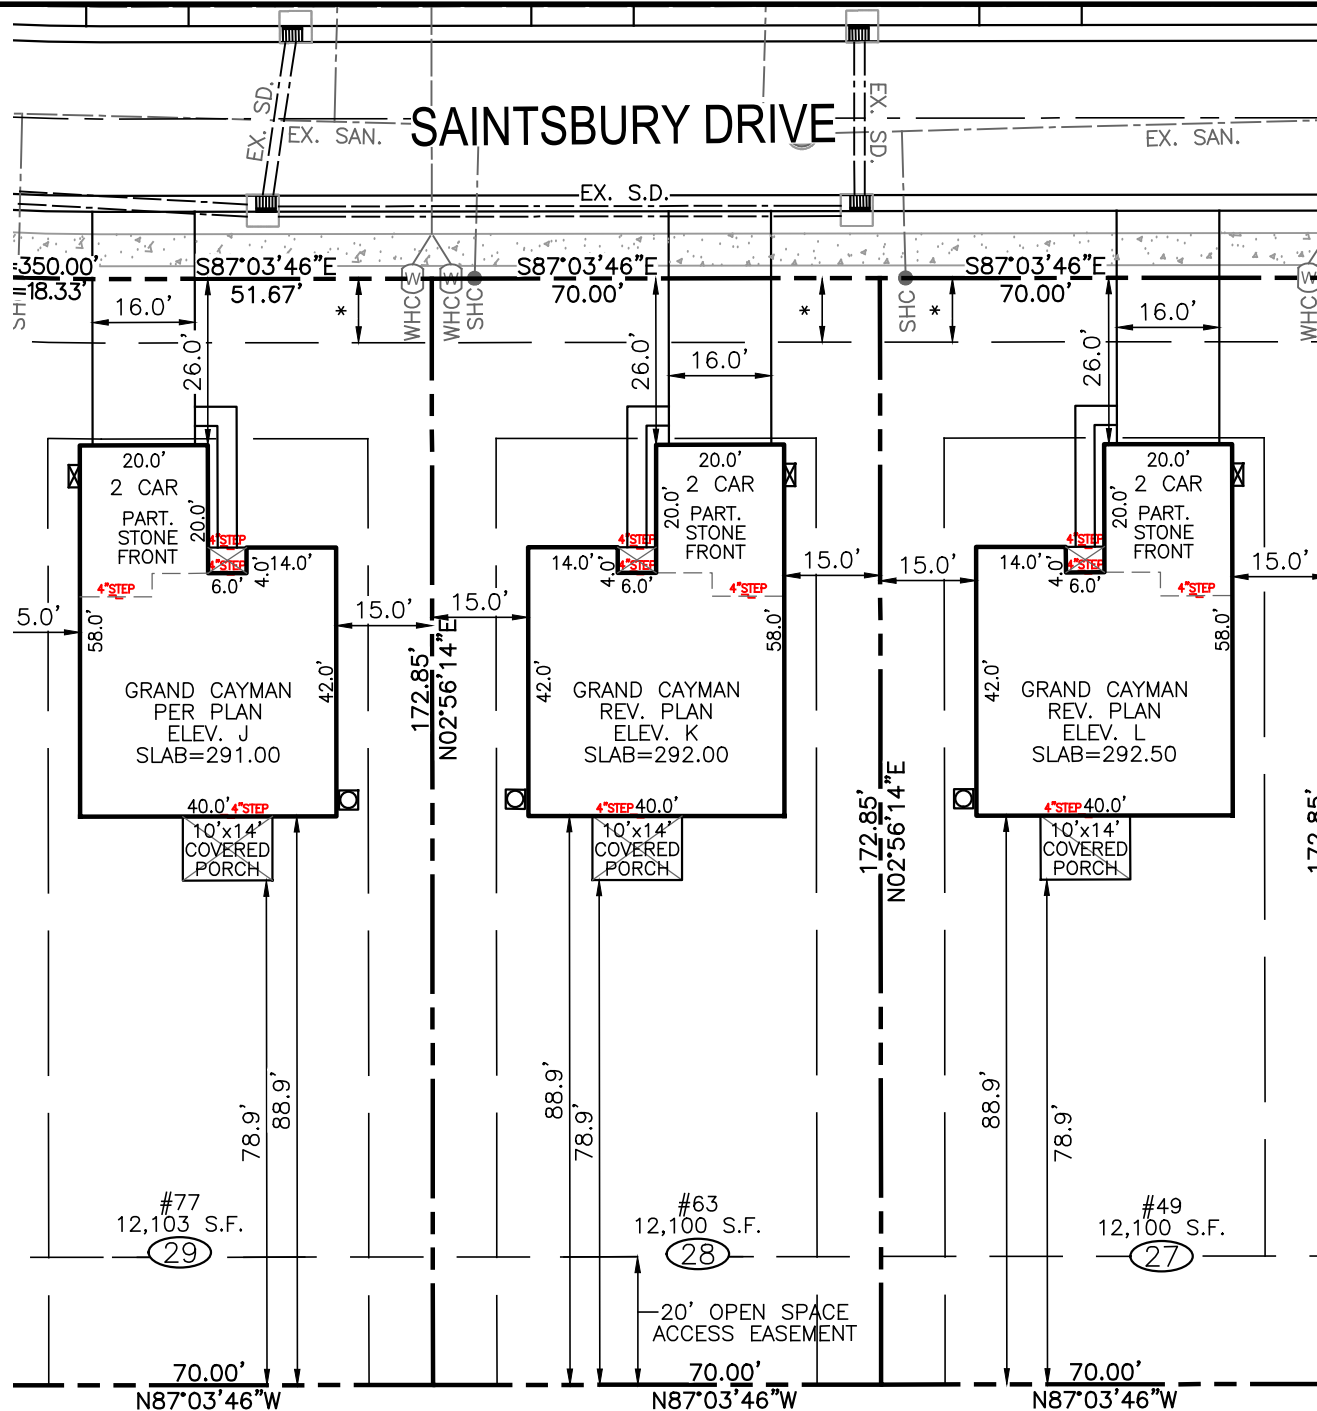 SAINTSBURY DRIVE
EX. SD.
EX. SAN.
EX. SD.
EX. SAN.
EX. S.D.
=350.00'
=18.33'
S87°03'46"E
51.67'
S87°03'46"E
70.00'
S87°03'46"E
70.00'
SH
WHC
W
WHC
W
SHC
SHC
WHC
W
*
*
*
16.0'
26.0'
26.0'
16.0'
26.0'
16.0'
20.0'
2 CAR
PART.
STONE
FRONT
20.0'
4"STEP
4"STEP
4.0'
14.0'
6.0'
4"STEP
5.0'
58.0'
15.0'
42.0'
GRAND CAYMAN
PER PLAN
ELEV. J
SLAB=291.00
40.0'
4"STEP
10'x14'
COVERED
PORCH
78.9'
88.9'
#77
12,103 S.F.
29
70.00'
N87°03'46"W
172.85'
N02°56'14"E
20.0'
2 CAR
PART.
STONE
FRONT
20.0'
4"STEP
4"STEP
14.0'
4.0'
6.0'
4"STEP
15.0'
15.0'
58.0'
42.0'
GRAND CAYMAN
REV. PLAN
ELEV. K
SLAB=292.00
4"STEP
40.0'
10'x14'
COVERED
PORCH
88.9'
78.9'
#63
12,100 S.F.
28
20' OPEN SPACE
ACCESS EASEMENT
70.00'
N87°03'46"W
172.85'
N02°56'14"E
20.0'
2 CAR
PART.
STONE
FRONT
20.0'
4"STEP
4"STEP
14.0'
4.0'
6.0'
4"STEP
15.0'
15.0'
58.0'
42.0'
GRAND CAYMAN
REV. PLAN
ELEV. L
SLAB=292.50
4"STEP
40.0'
10'x14'
COVERED
PORCH
88.9'
78.9'
#49
12,100 S.F.
27
70.00'
N87°03'46"W
172.85'